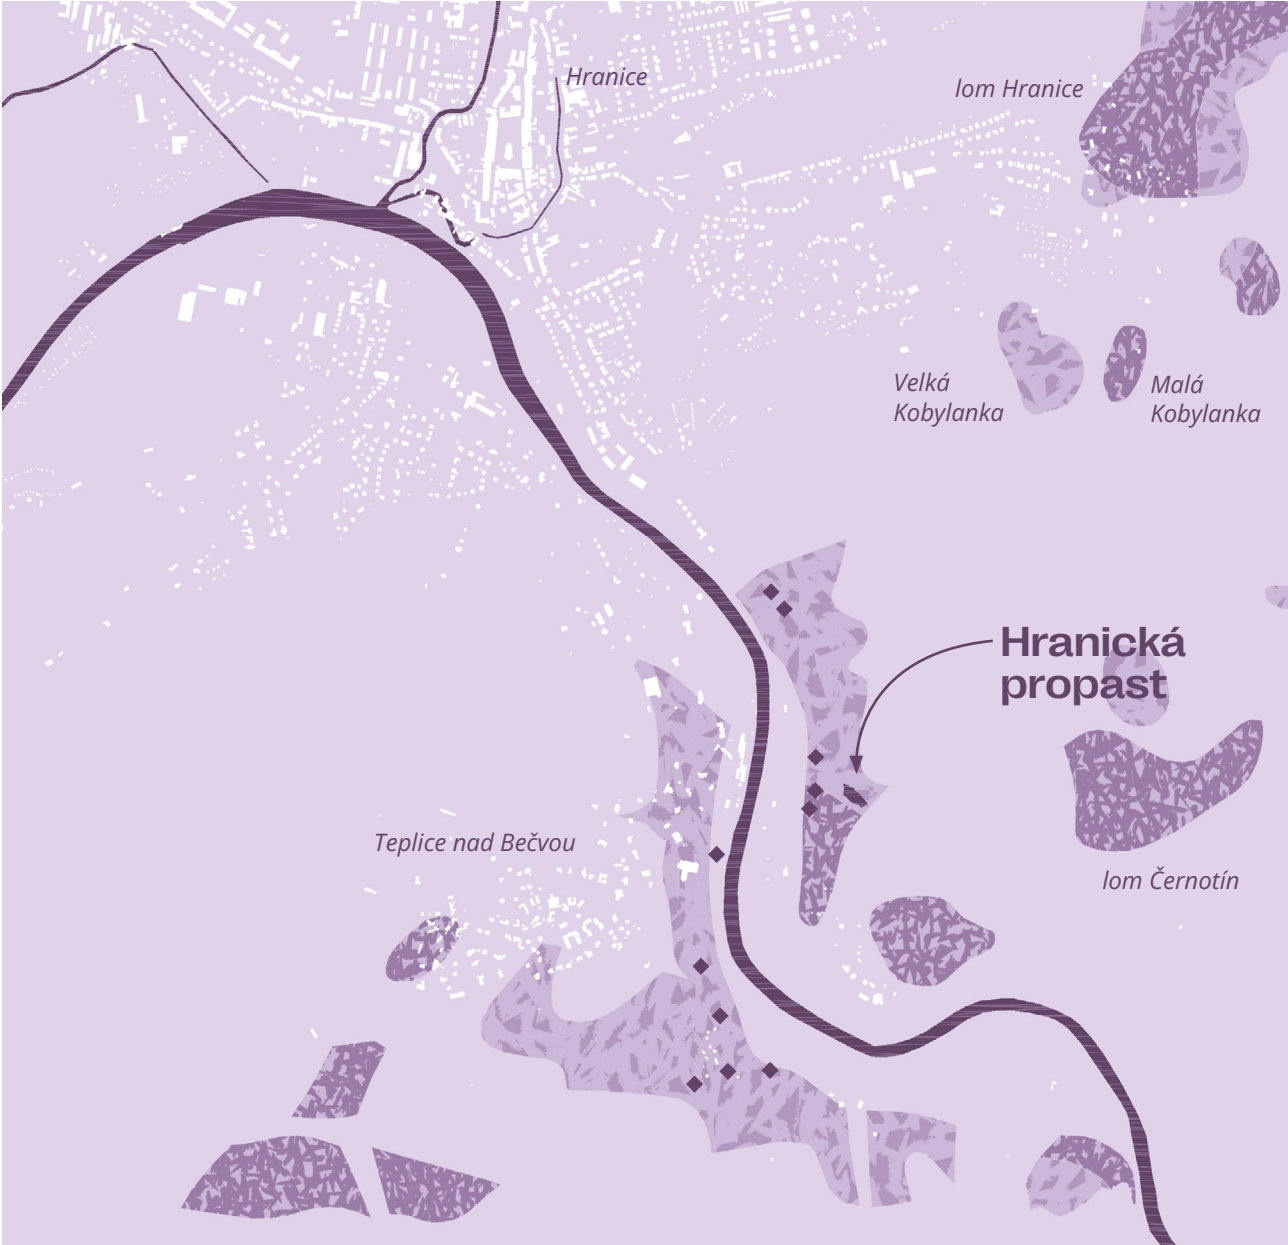 Hranice
lom Hranice
Velká
Kobylanka
Malá
Kobylanka
Hranická
propast
Teplice nad Bečvou
lom Černotín